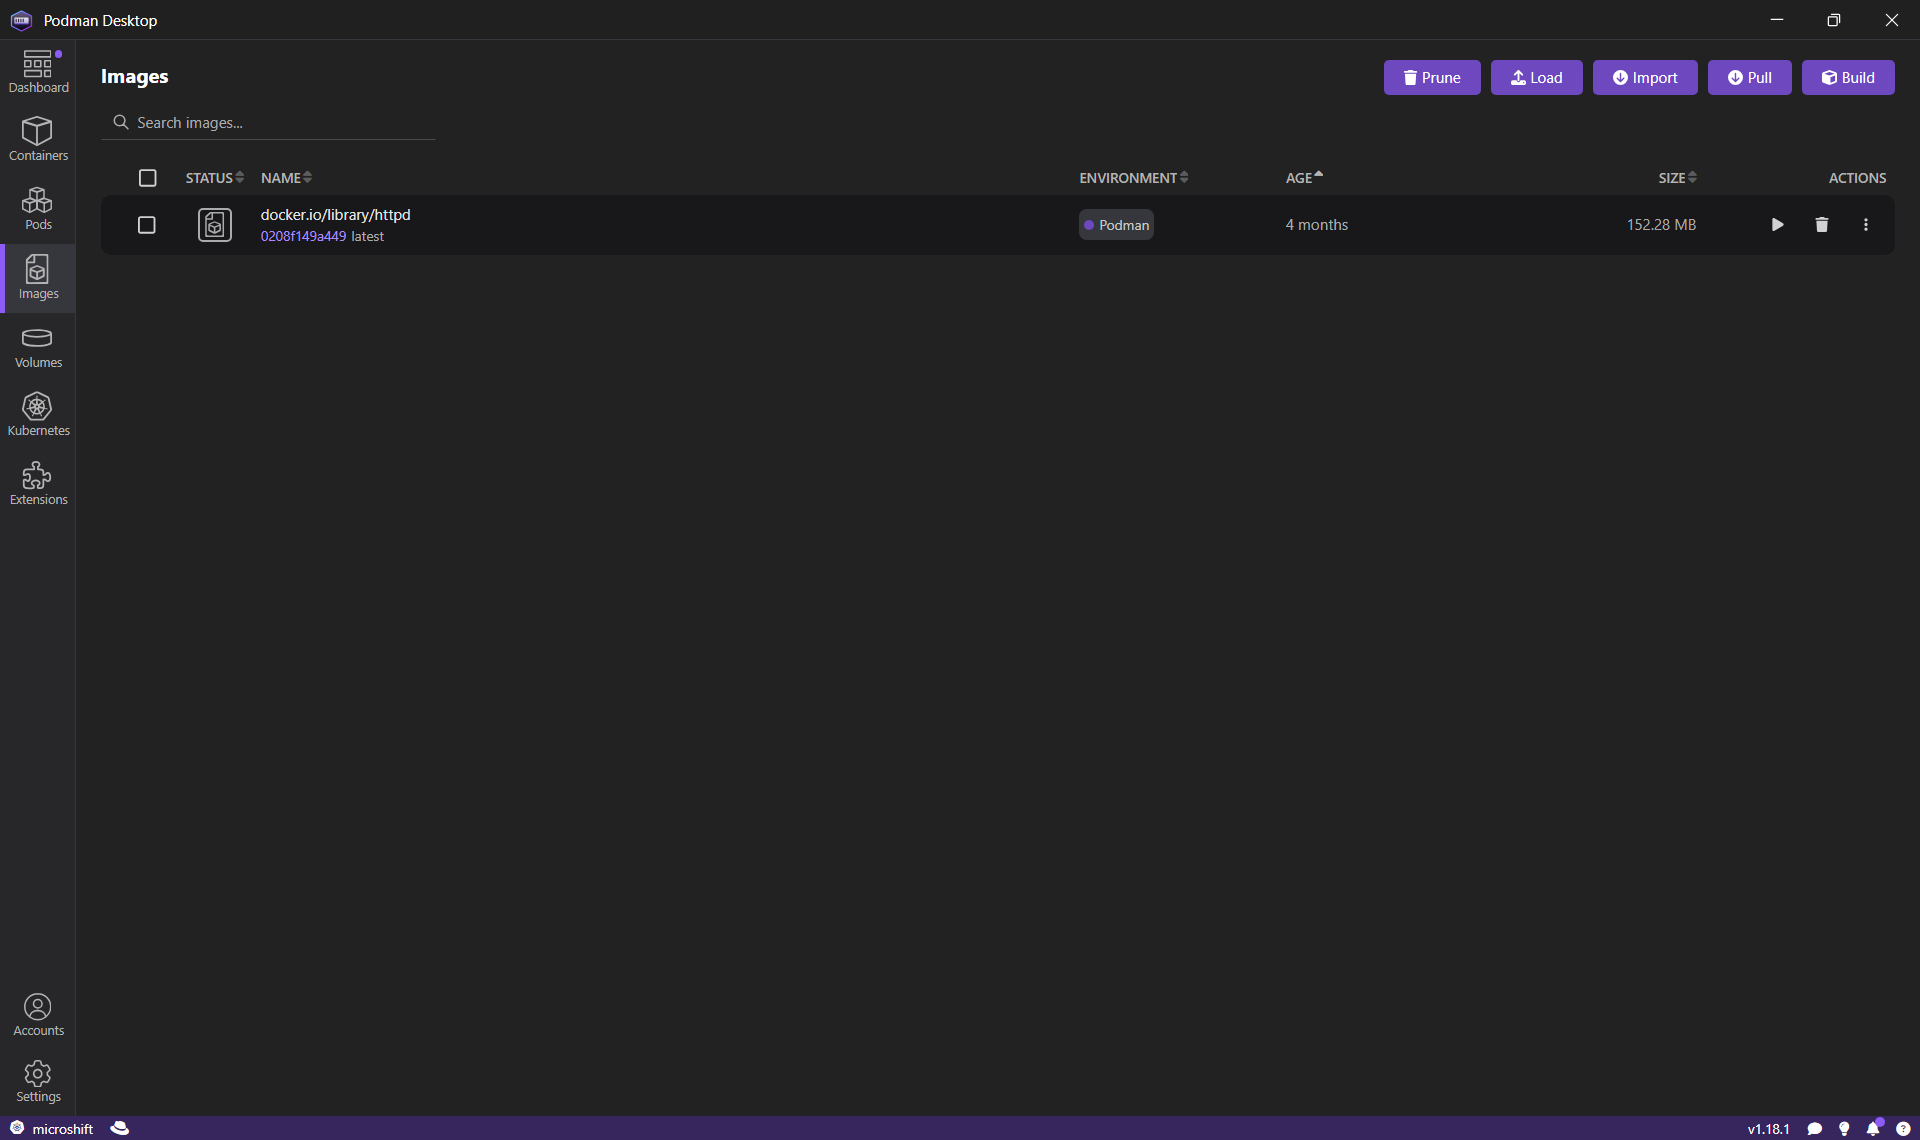 Podman Desktop
Dashboard
Containers
Pods
Images
Volumes
Kubernetes
Extensions
Accounts
Settings
Images
Prune
Load
Import
Pull
Build
Search images...
STATUS NAME ENVIRONMENT AGE SIZE ACTIONS
docker.io/library/httpd
0208f149a449 latest
Podman
4 months
152.28 MB
microshift
v1.18.1